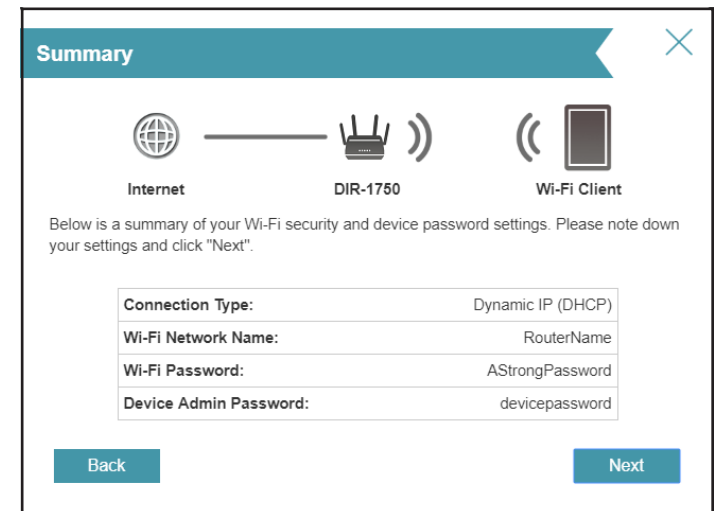 Summary
Internet
DIR-1750
Wi-Fi Client
Below is a summary of your Wi-Fi security and device password settings. Please note down
your settings and click "Next".
Connection Type: Dynamic IP (DHCP)
Wi-Fi Network Name: RouterName
Wi-Fi Password: AStrongPassword
Device Admin Password: devicepassword
Back
Next